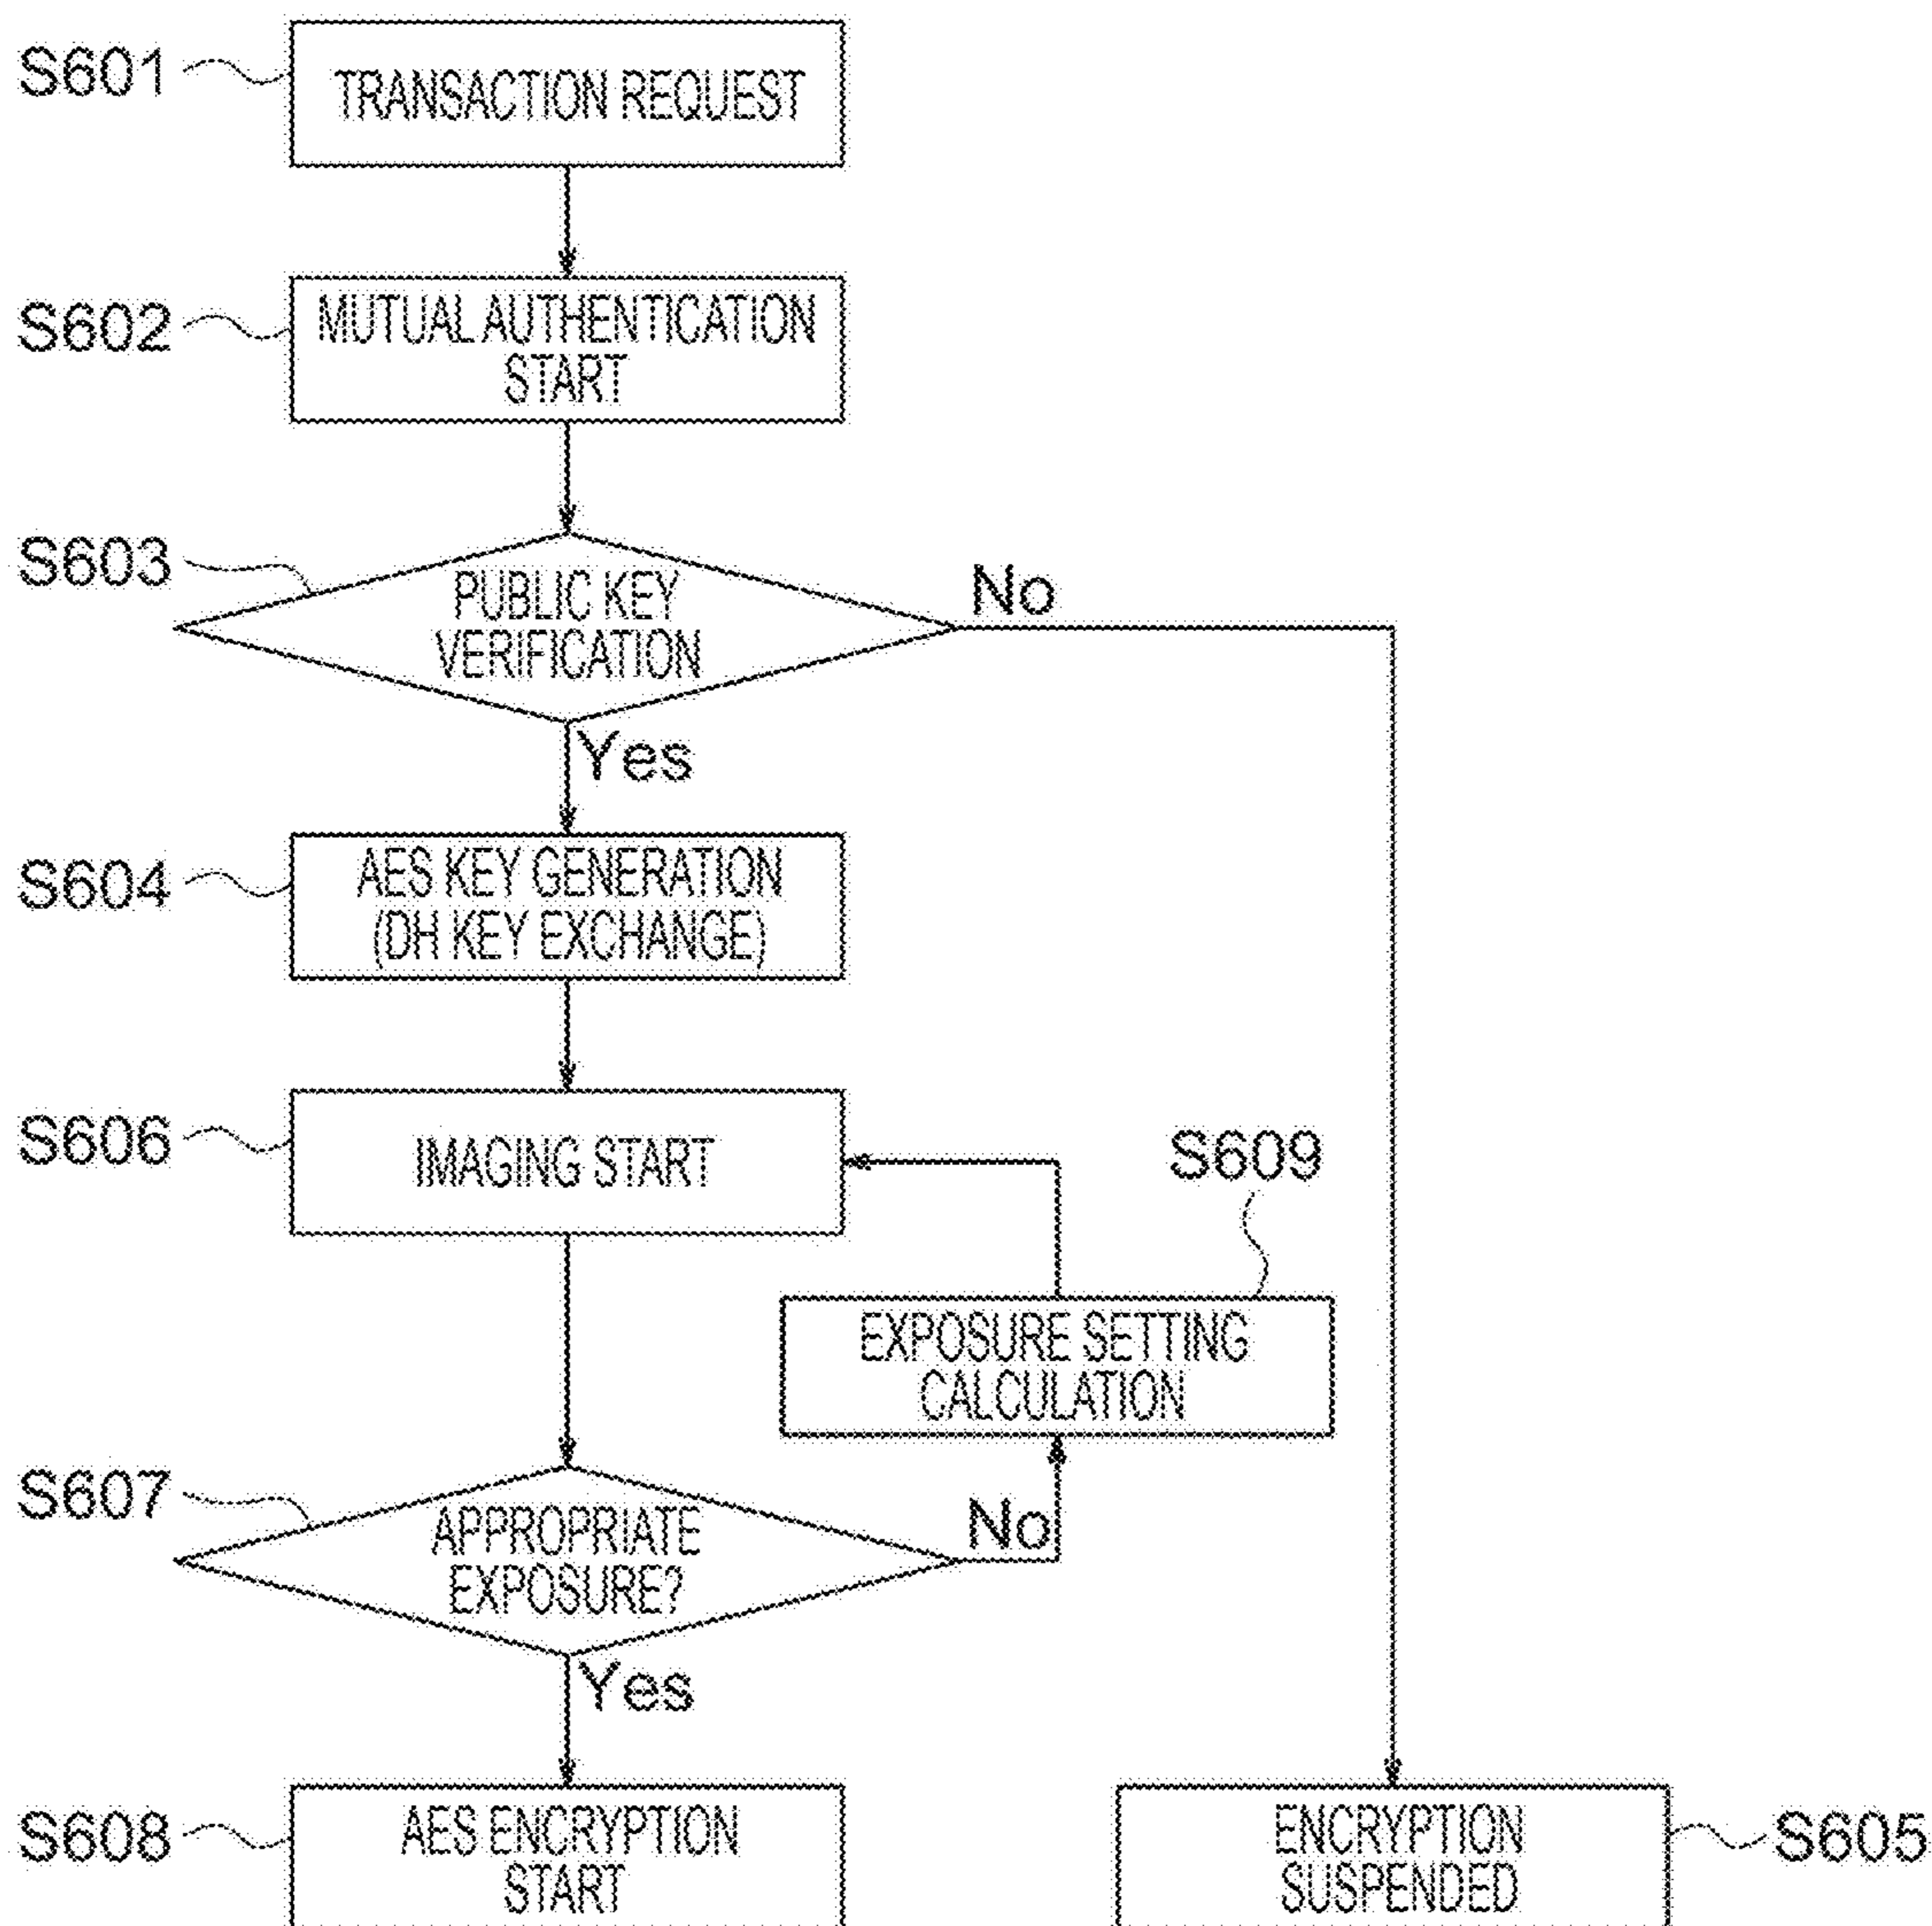 S601
TRANSACTION REQUEST
S602
MUTUAL AUTHENTICATION
START
S603
PUBLIC KEY
VERIFICATION
No
Yes
S604
AES KEY GENERATION
(DH KEY EXCHANGE)
S606
IMAGING START
S609
EXPOSURE SETTING
CALCULATION
S607
APPROPRIATE
EXPOSURE?
No
Yes
S608
AES ENCRYPTION
START
ENCRYPTION
SUSPENDED
S605